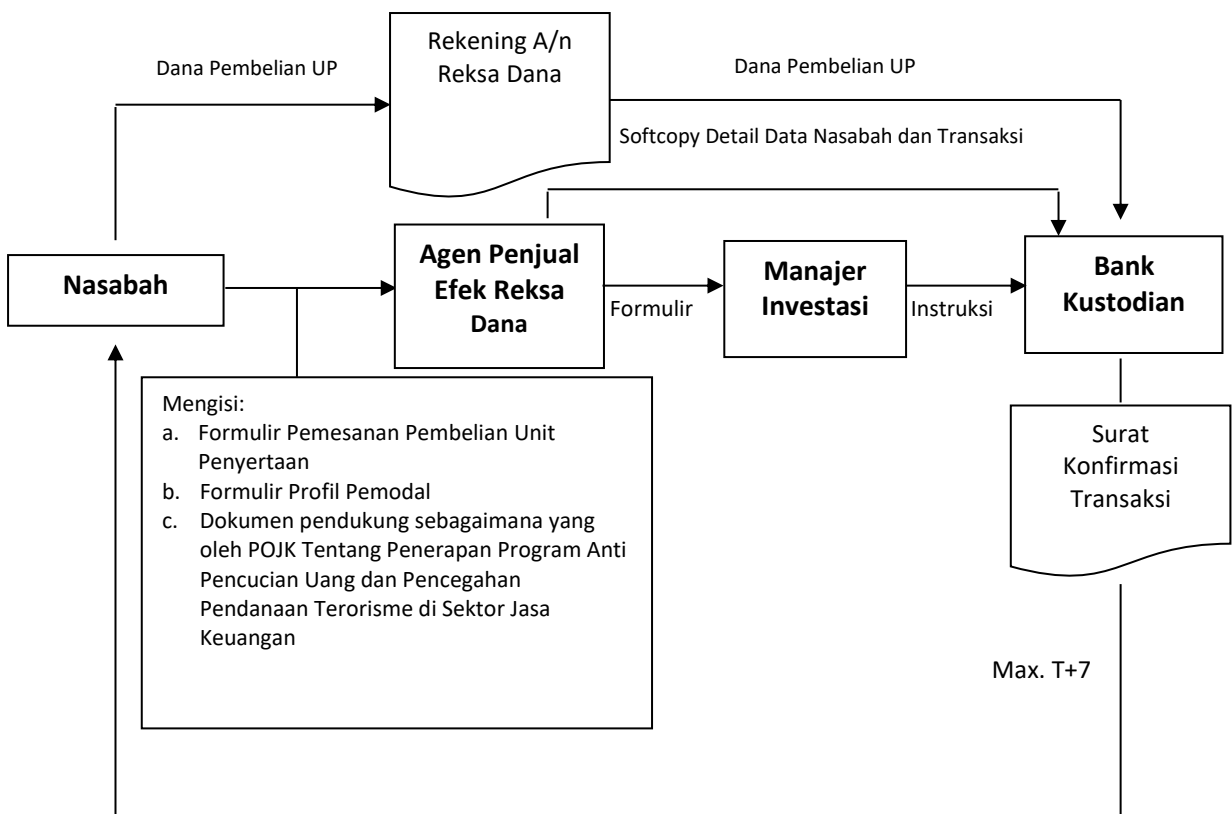 Rekening A/n
Reksa Dana
Dana Pembelian UP
Dana Pembelian UP
Softcopy Detail Data Nasabah dan Transaksi
Nasabah
Agen Penjual
Efek Reksa
Dana
Formulir
Manajer
Investasi
Instruksi
Bank
Kustodian
Mengisi:
a. Formulir Pemesanan Pembelian Unit
Penyertaan
b. Formulir Profil Pemodal
c. Dokumen pendukung sebagaimana yang
oleh POJK Tentang Penerapan Program Anti
Pencucian Uang dan Pencegahan
Pendanaan Terorisme di Sektor Jasa
Keuangan
Surat
Konfirmasi
Transaksi
Max. T+7